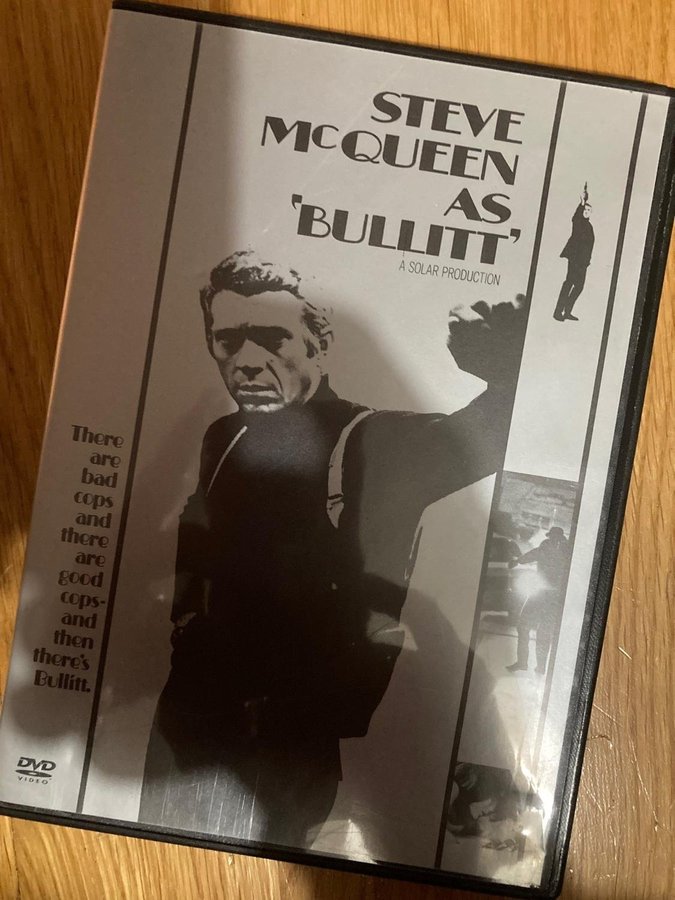 STEVE
McQUEEN
AS
'BULLITT'
A SOLAR PRODUCTION
There
are
bad
cops
and
there
are
good
cops-
and
then
there's
Bullitt.
DVD
VIDEO